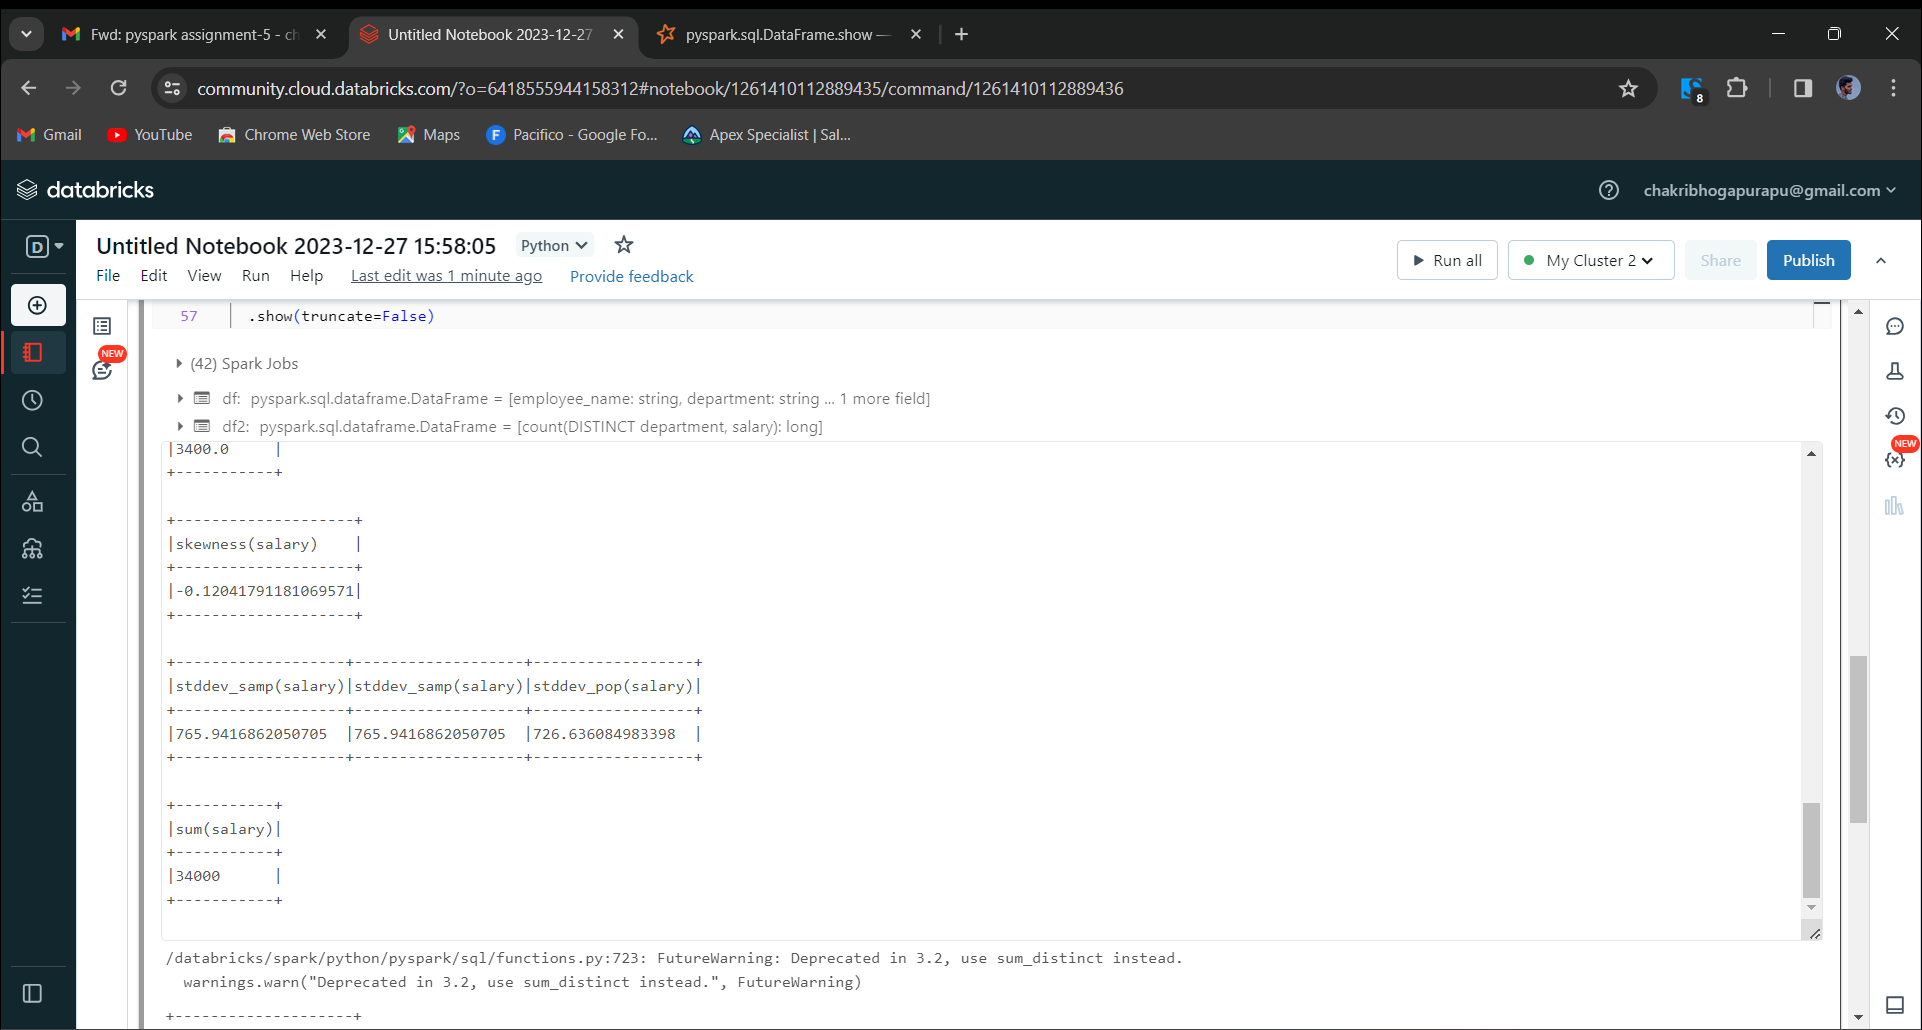 Fwd: pyspark assignment-5 - ch
Untitled Notebook 2023-12-27
pyspark.sql.DataFrame.show —
community.cloud.databricks.com/?o=6418555944158312#notebook/1261410112889435/command/1261410112889436
8
Gmail
YouTube
Chrome Web Store
Maps
F
Pacifico - Google Fo...
Apex Specialist | Sal...
databricks
?
chakribhogapurapu@gmail.com
D
Untitled Notebook 2023-12-27 15:58:05
Python
File Edit View Run Help Last edit was 1 minute ago Provide feedback
Run all
My Cluster 2
Share
Publish
NEW
NEW
57 .show(truncate=False)
(42) Spark Jobs
df: pyspark.sql.dataframe.DataFrame = [employee_name: string, department: string ... 1 more field]
df2: pyspark.sql.dataframe.DataFrame = [count(DISTINCT department, salary): long]
|3400.0     |
+-----------+
+--------------------+
|skewness(salary)    |
+--------------------+
|-0.12041791181069571|
+--------------------+
+-------------------+-------------------+------------------+
|stddev_samp(salary)|stddev_samp(salary)|stddev_pop(salary)|
+-------------------+-------------------+------------------+
|765.9416862050705  |765.9416862050705  |726.636084983398  |
+-------------------+-------------------+------------------+
+-----------+
|sum(salary)|
+-----------+
|34000      |
+-----------+
/databricks/spark/python/pyspark/sql/functions.py:723: FutureWarning: Deprecated in 3.2, use sum_distinct instead.
  warnings.warn("Deprecated in 3.2, use sum_distinct instead.", FutureWarning)
+--------------------+